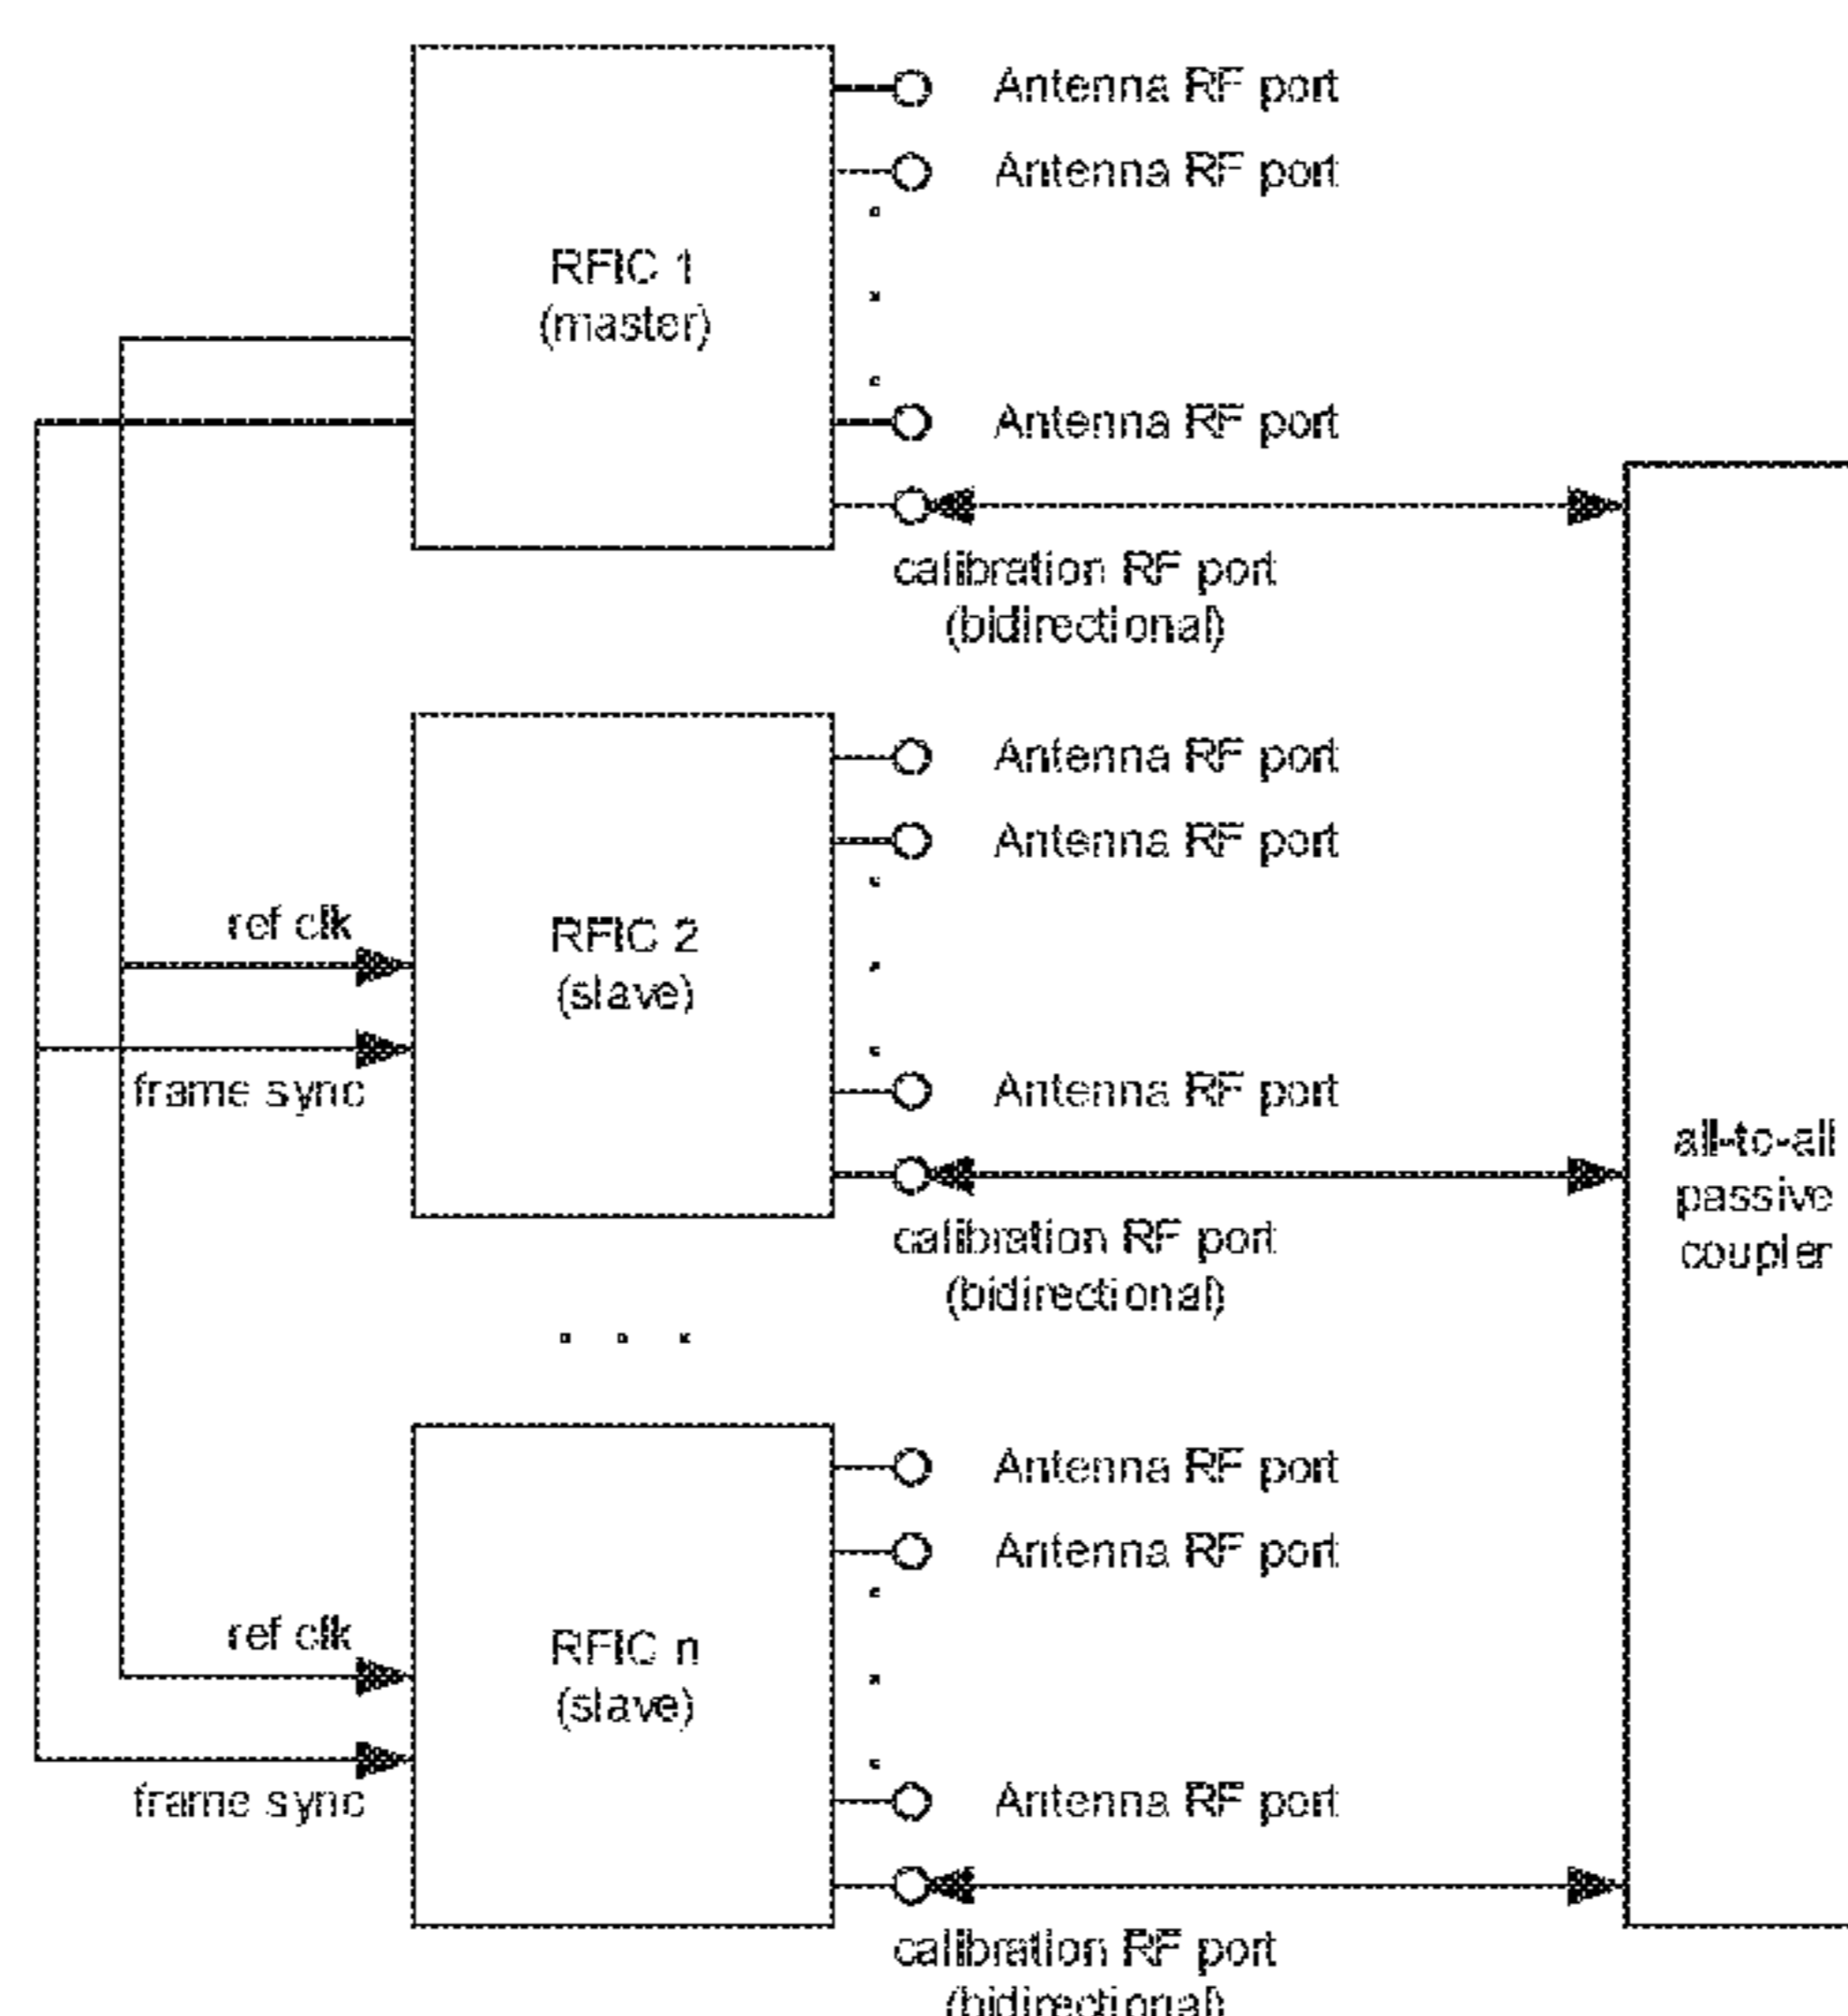 Antenna RF port
Antenna RF port
RFIC 1
(master)
Antenna RF port
calibration RF port
(bidirectional)
Antenna RF port
Antenna RF port
ref clk
RFIC 2
(slave)
frame sync
Antenna RF port
all-to-all
passive
coupler
calibration RF port
(bidirectional)
Antenna RF port
Antenna RF port
ref clk
RFIC n
(slave)
frame sync
Antenna RF port
calibration RF port
(bidirectional)